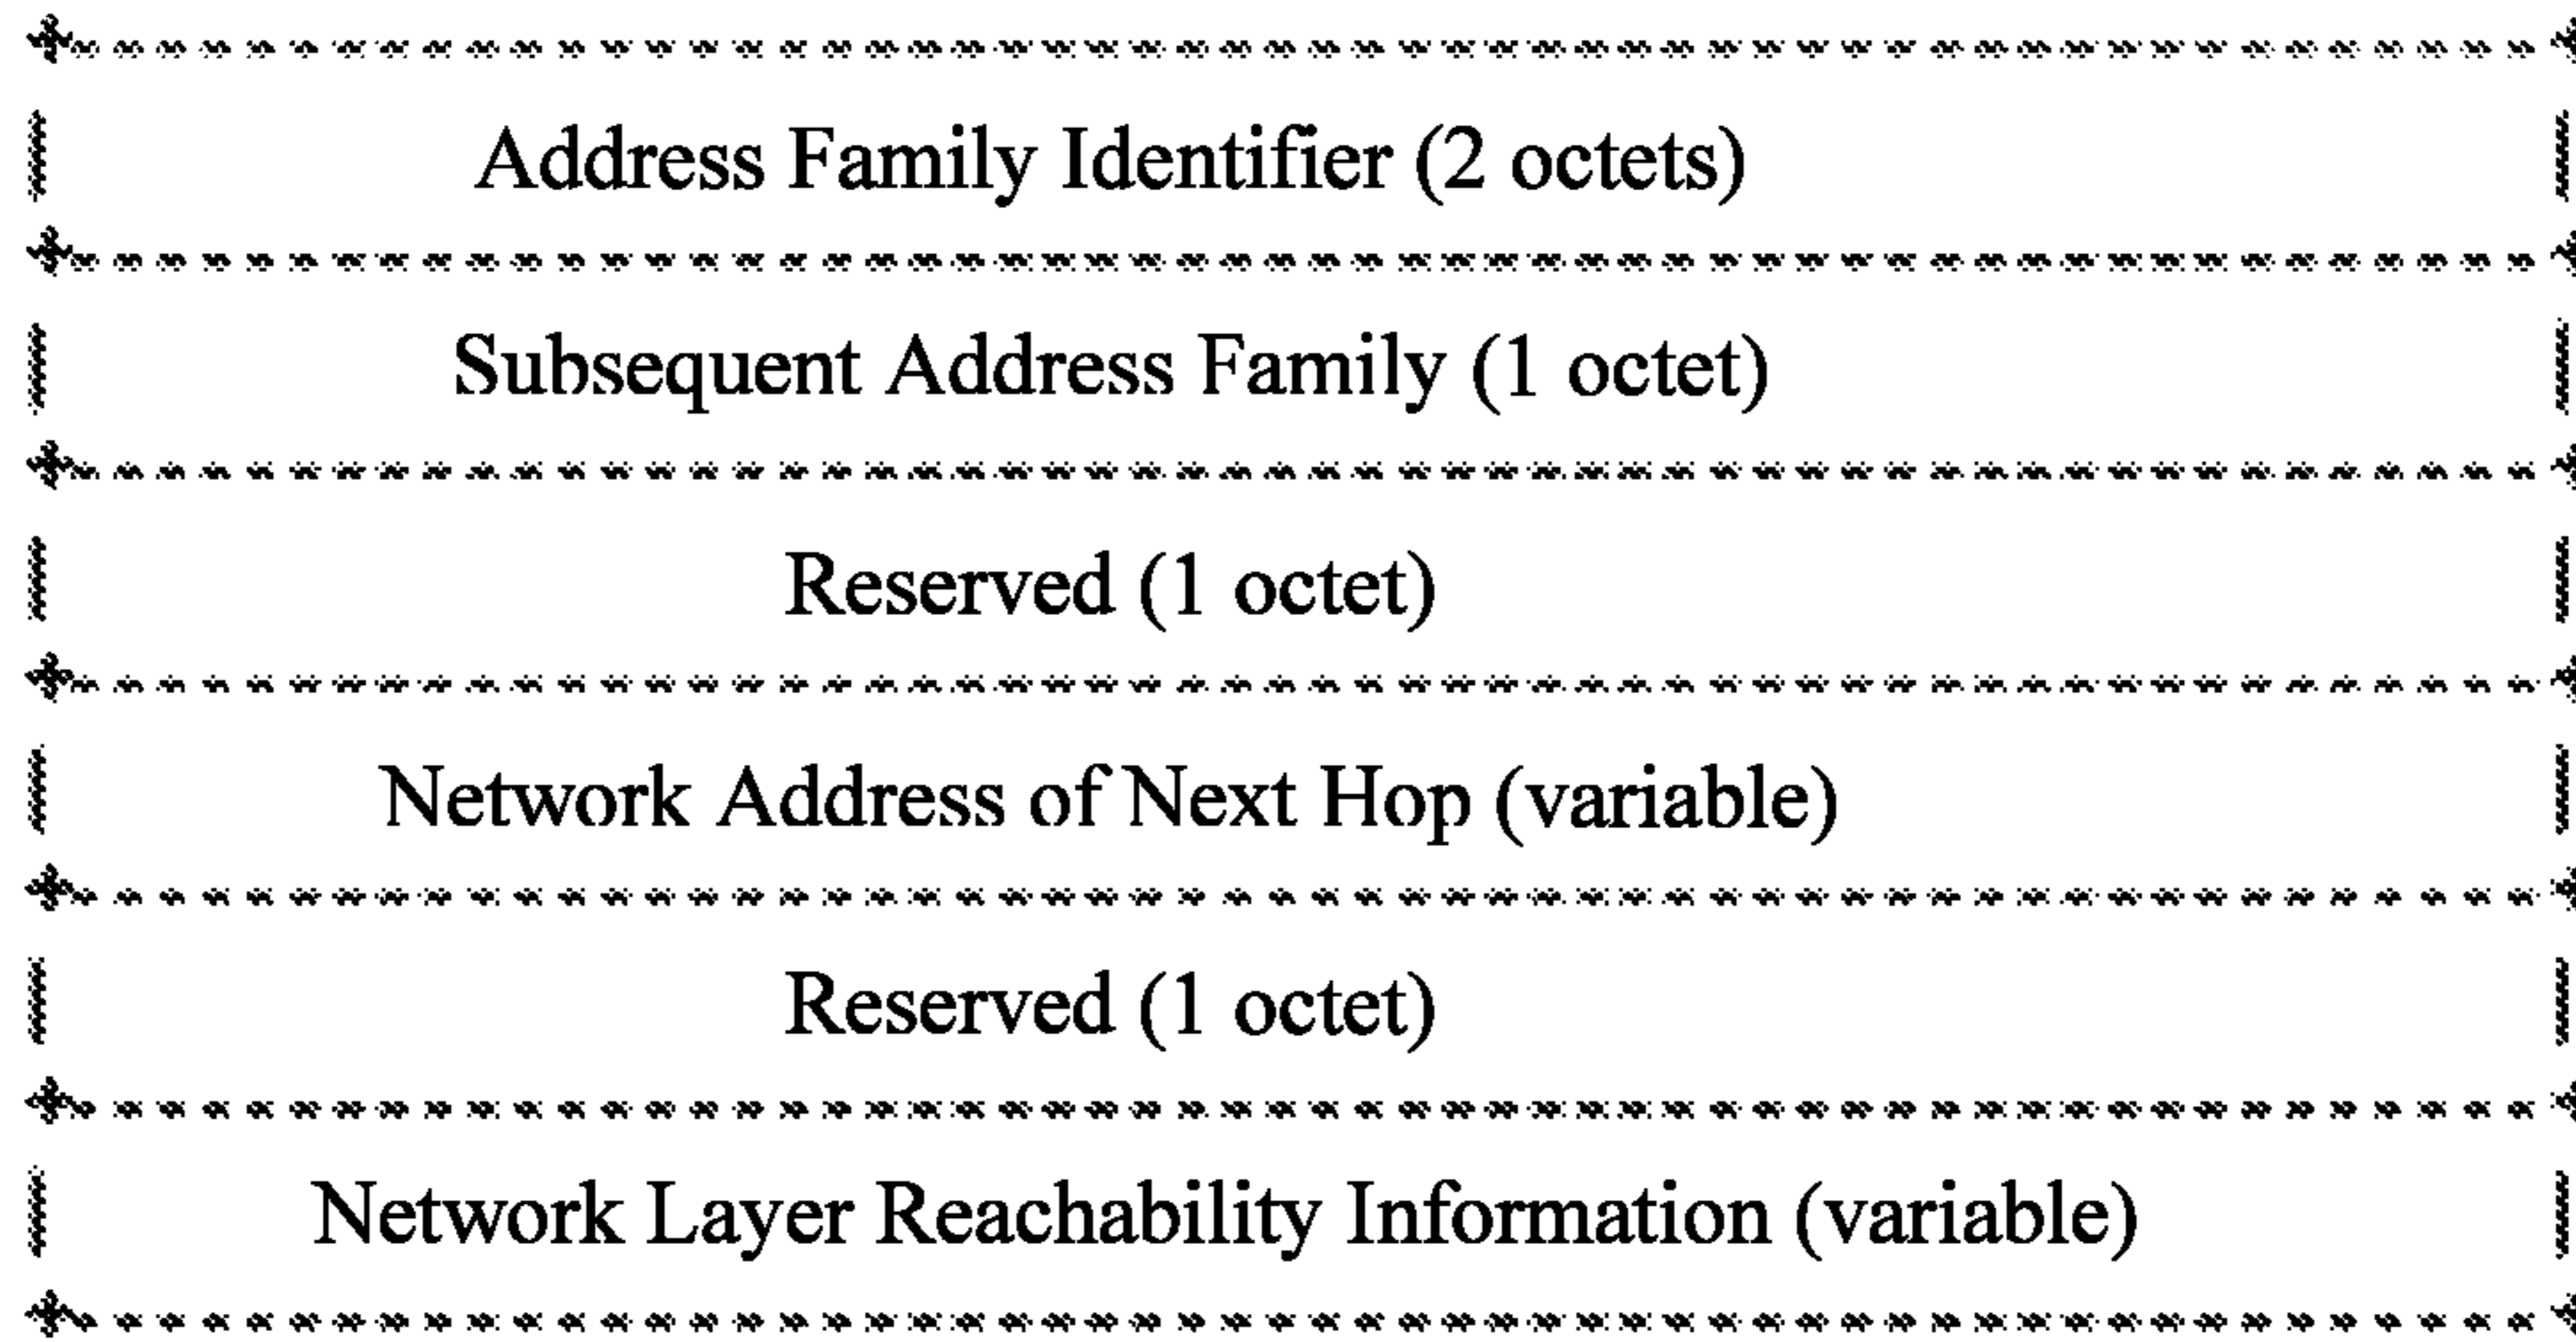 Address Family Identifier (2 octets)
Subsequent Address Family (1 octet)
Reserved (1 octet)
Network Address of Next Hop (variable)
Reserved (1 octet)
Network Layer Reachability Information (variable)